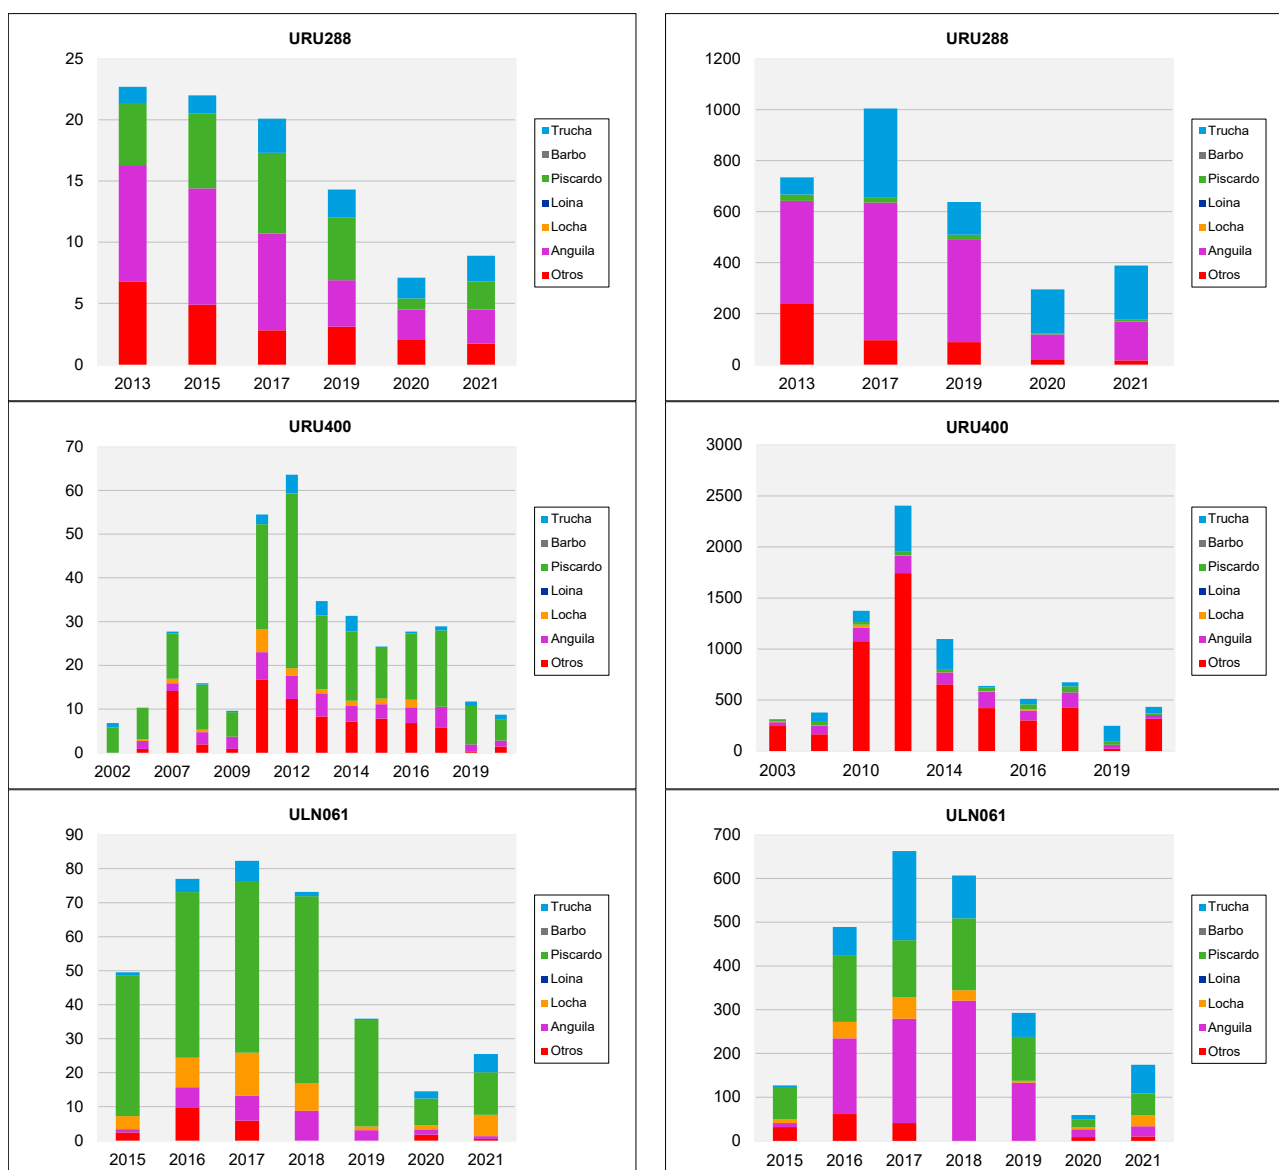 URU288
25
20
15
10
5
0
2013 2015 2017 2019 2020 2021
Trucha
Barbo
Piscardo
Loina
Locha
Anguila
Otros
URU288
1200
1000
800
600
400
200
0
2013 2017 2019 2020 2021
Trucha
Barbo
Piscardo
Loina
Locha
Anguila
Otros
URU400
70
60
50
40
30
20
10
0
2002 2007 2009 2012 2014 2016 2019
Trucha
Barbo
Piscardo
Loina
Locha
Anguila
Otros
URU400
3000
2500
2000
1500
1000
500
0
2003 2010 2014 2016 2019
Trucha
Barbo
Piscardo
Loina
Locha
Anguila
Otros
ULN061
90
80
70
60
50
40
30
20
10
0
2015 2016 2017 2018 2019 2020 2021
Trucha
Barbo
Piscardo
Loina
Locha
Anguila
Otros
ULN061
700
600
500
400
300
200
100
0
2015 2016 2017 2018 2019 2020 2021
Trucha
Barbo
Piscardo
Loina
Locha
Anguila
Otros